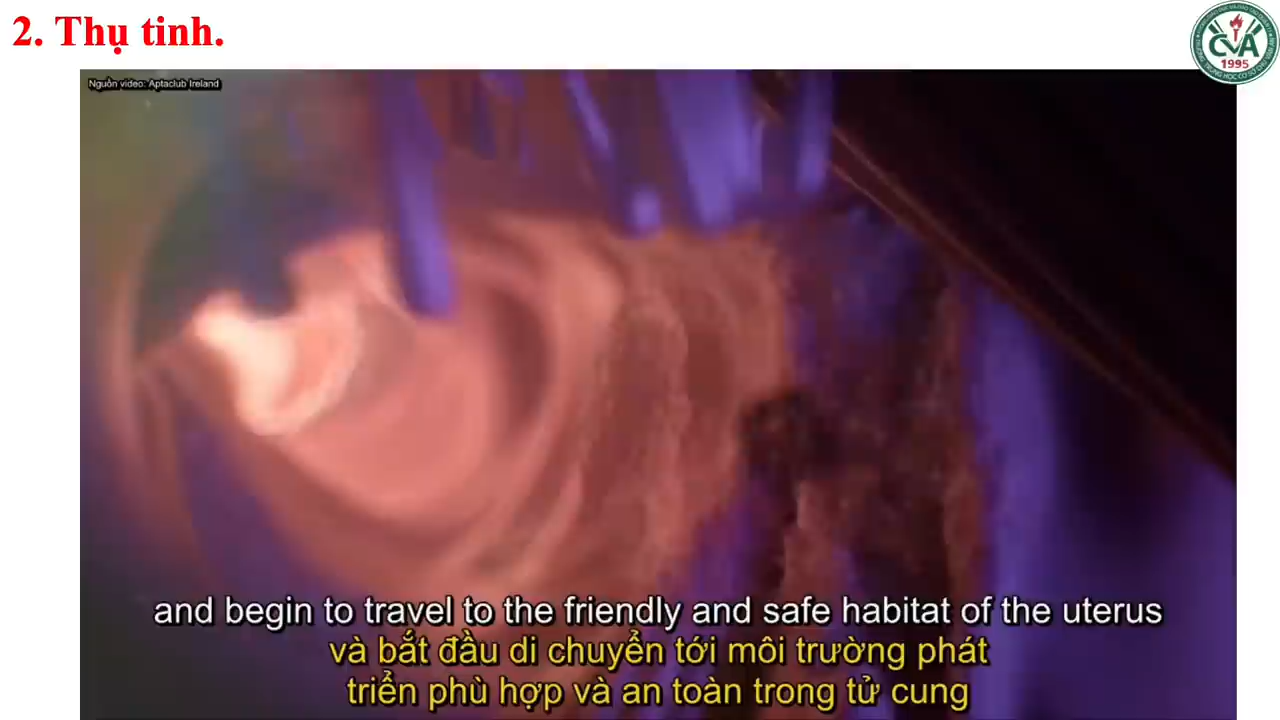 2. Thụ tinh.
CVA
1995
Nguồn video: Aptaclub Ireland
and begin to travel to the friendly and safe habitat of the uterus
và bắt đầu di chuyển tới môi trường phát
triển phù hợp và an toàn trong tử cung